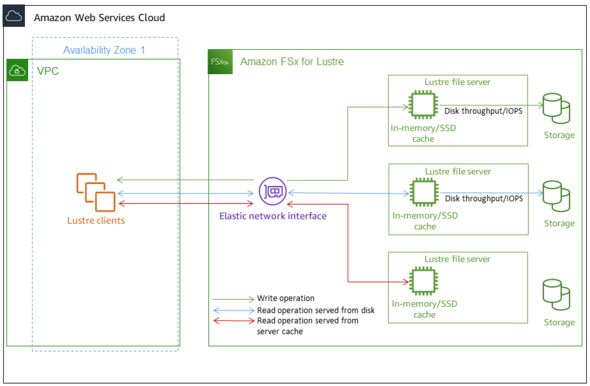 Amazon Web Services Cloud
Availability Zone 1
VPC
FSx
Amazon FSx for Lustre
Lustre file server
Disk throughput/IOPS
In-memory/SSD
cache
Storage
Lustre file server
Disk throughput/IOPS
In-memory/SSD
cache
Storage
Lustre clients
Elastic network interface
Lustre file server
In-memory/SSD
cache
Storage
Write operation
Read operation served from disk
Read operation served from
server cache